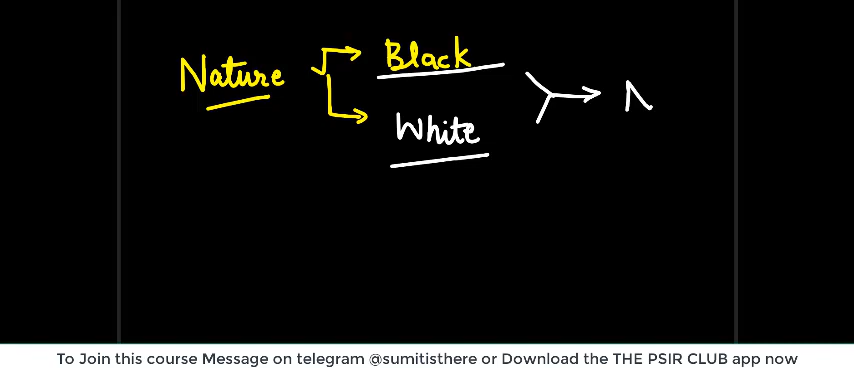 Nature
Black
White
To Join this course Message on telegram @sumitisthere or Download the THE PSIR CLUB app now